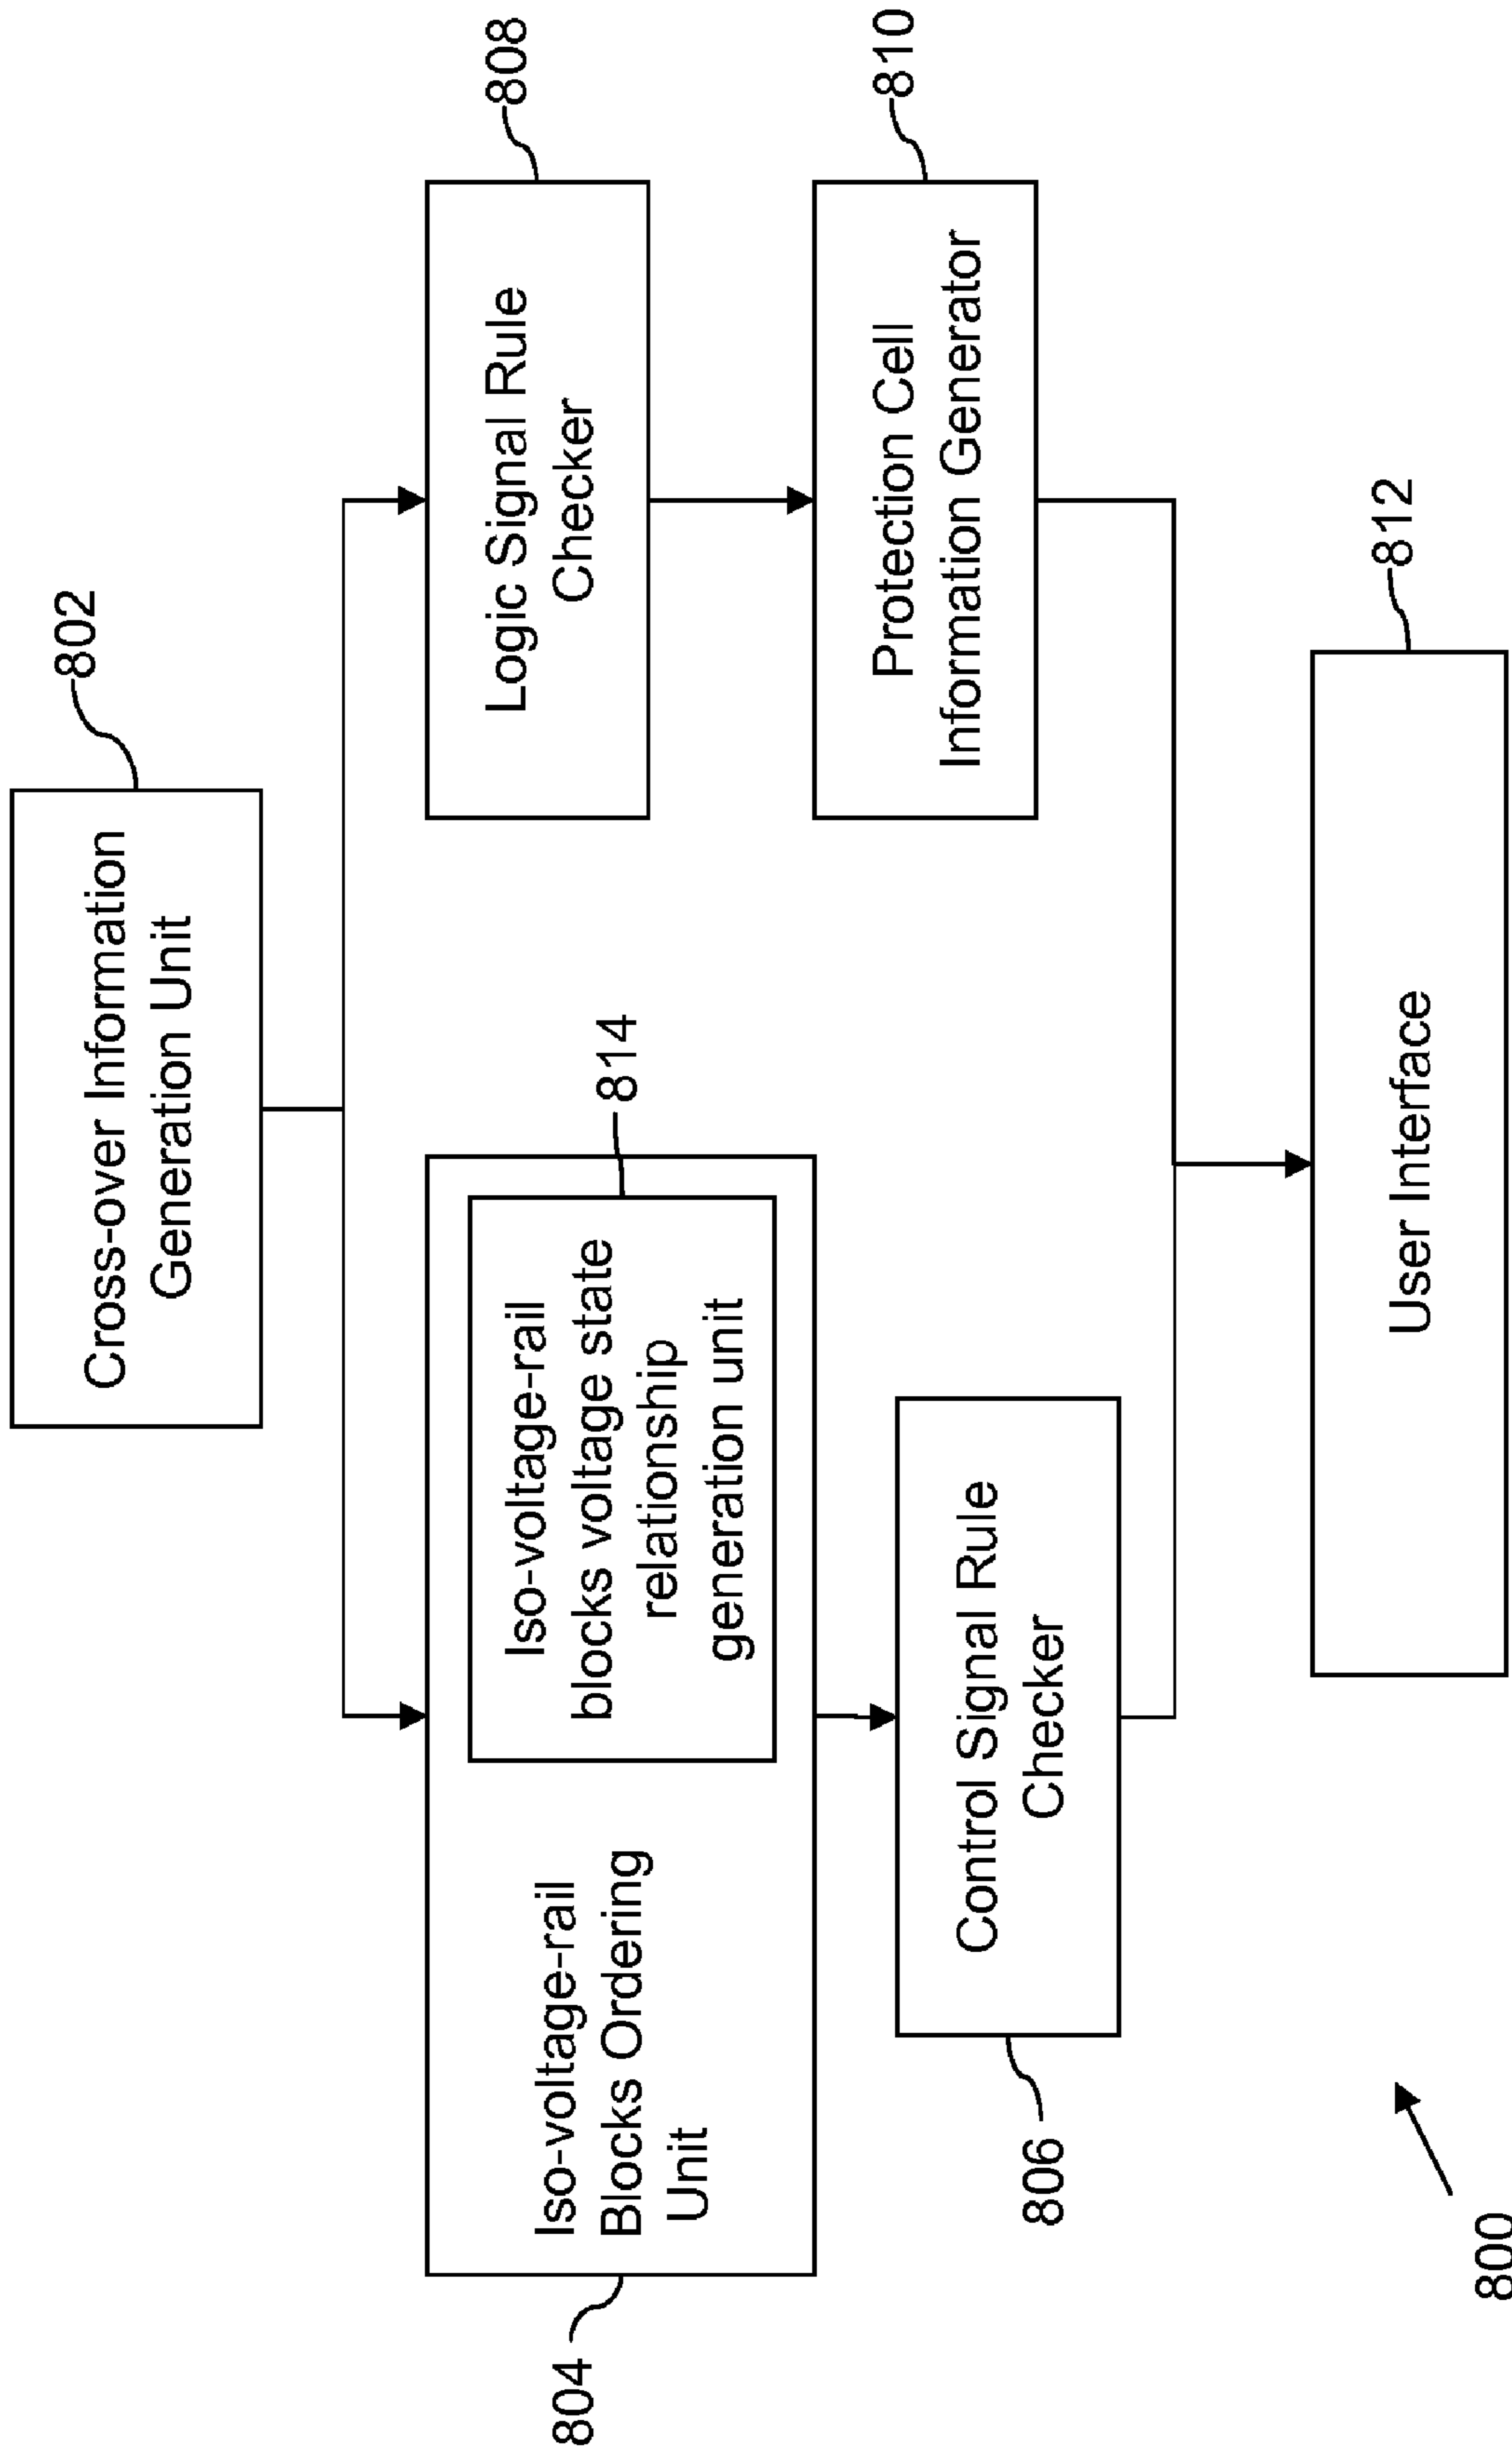 Cross-over Information
Generation Unit
802
Iso-voltage-rail
Blocks Ordering
Unit
804
Iso-voltage-rail
blocks voltage state
relationship
generation unit
814
Logic Signal Rule
Checker
808
Control Signal Rule
Checker
806
Protection Cell
Information Generator
810
User Interface
812
800